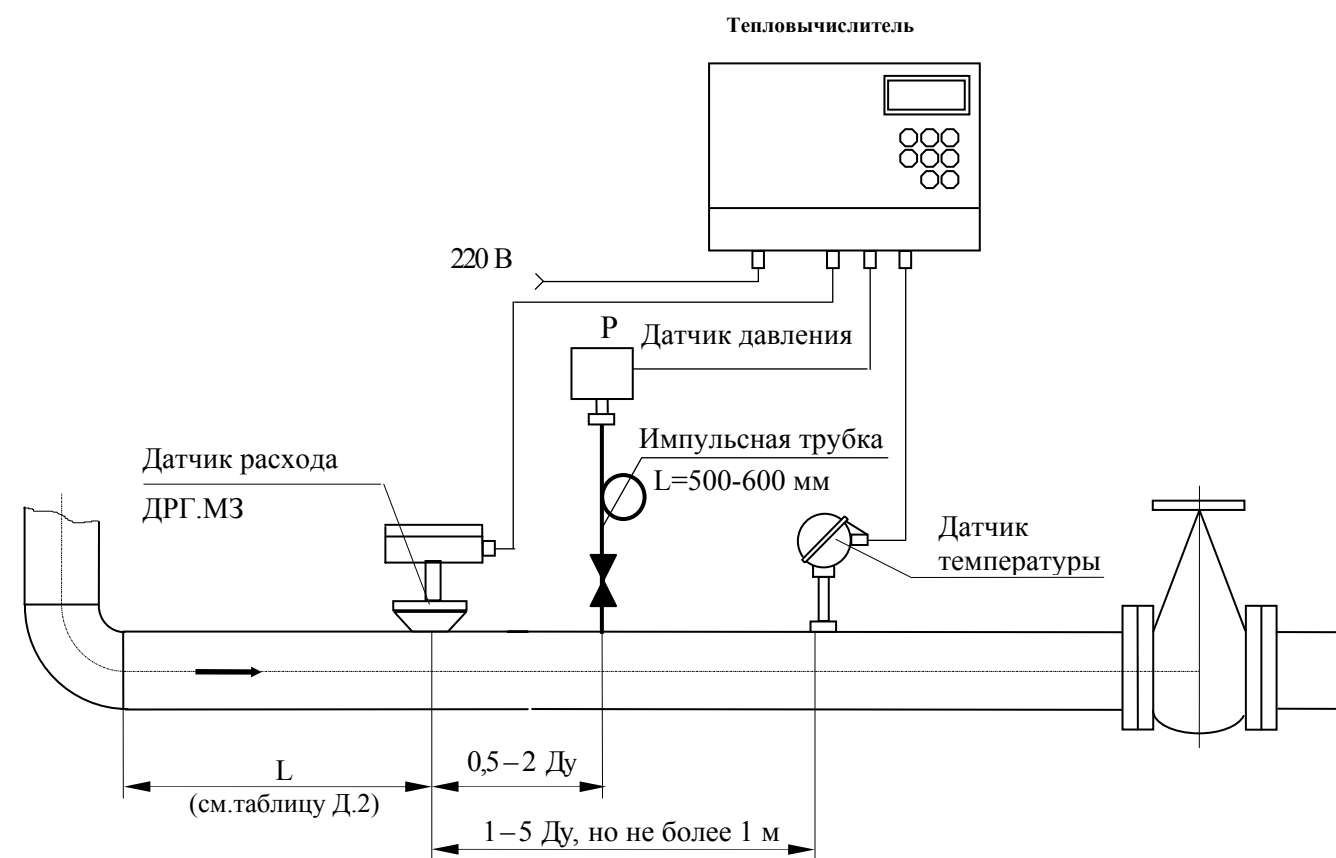 Тепловычислитель
220 В
P
Датчик давления
Импульсная трубка
L=500-600 мм
Датчик расхода
ДРГ.МЗ
Датчик
температуры
0,5–2 Ду
L
(см.таблицу Д.2)
1–5 Ду, но не более 1 м